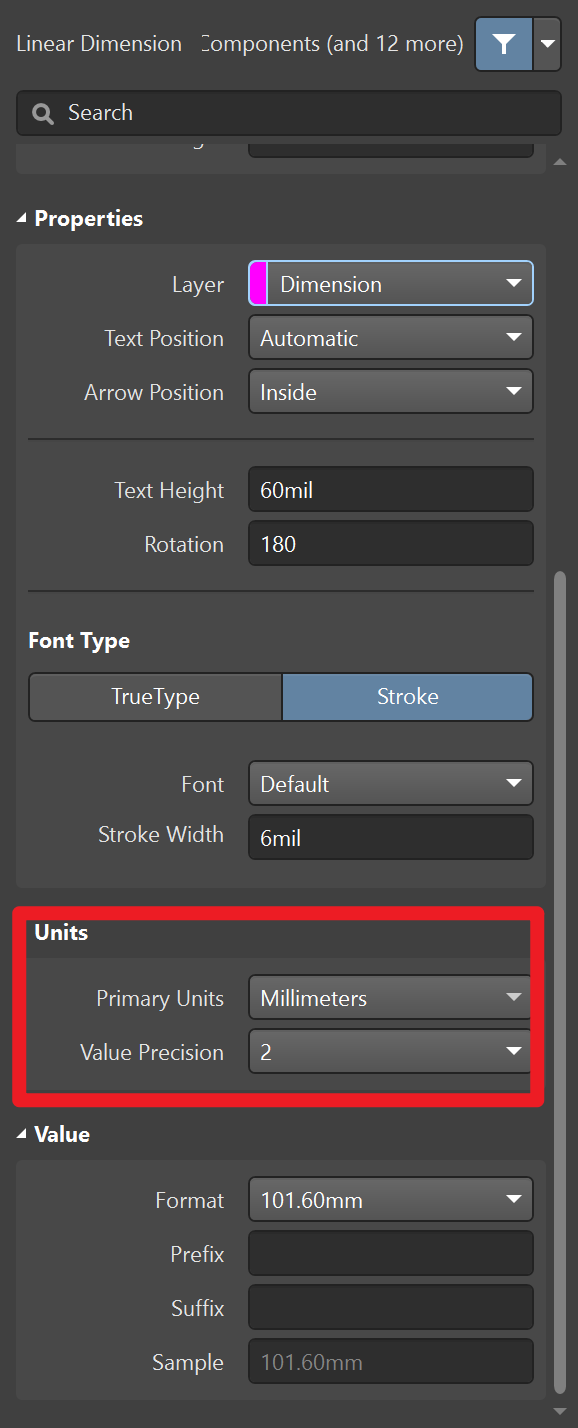 Linear Dimension Components (and 12 more)
Search
Properties
Layer Dimension
Text Position Automatic
Arrow Position Inside
Text Height 60mil
Rotation 180
Font Type
TrueType Stroke
Font Default
Stroke Width 6mil
Units
Primary Units Millimeters
Value Precision 2
Value
Format 101.60mm
Prefix
Suffix
Sample 101.60mm